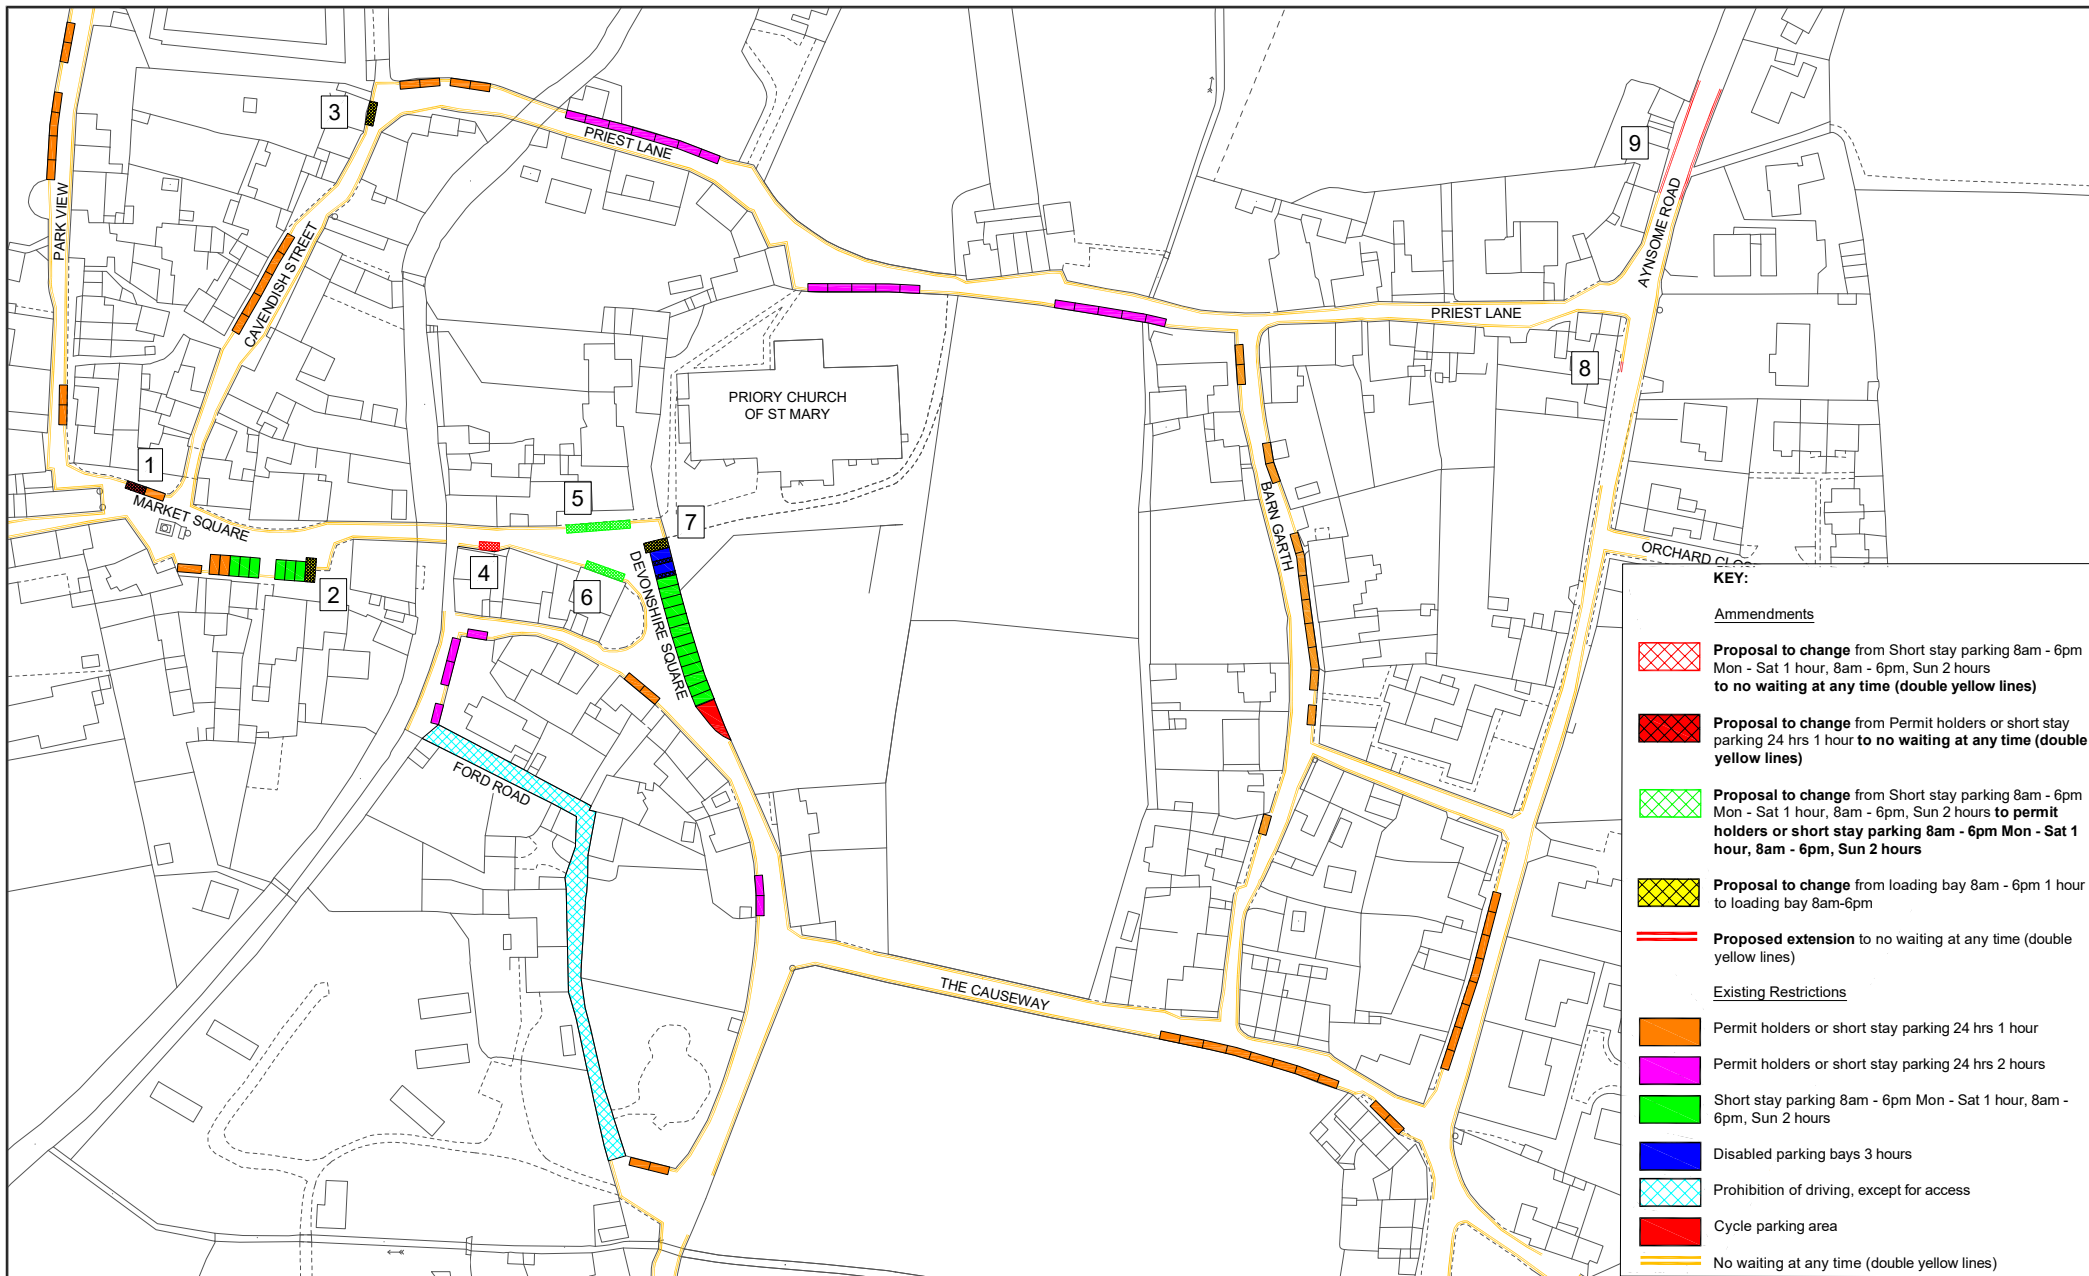 3
PRIEST LANE
9
PARK VIEW
CAVENDISH STREET
AYNSOME ROAD
PRIEST LANE
8
PRIORY CHURCH
OF ST MARY
1
MARKET SQUARE
5
7
BARN GARTH
ORCHARD CLOS
4
2
6
DEVONSHIRE SQUARE
FORD ROAD
THE CAUSEWAY
KEY:
Ammendments
Proposal to change from Short stay parking 8am - 6pm
Mon - Sat 1 hour, 8am - 6pm, Sun 2 hours
to no waiting at any time (double yellow lines)
Proposal to change from Permit holders or short stay
parking 24 hrs 1 hour to no waiting at any time (double
yellow lines)
Proposal to change from Short stay parking 8am - 6pm
Mon - Sat 1 hour, 8am - 6pm, Sun 2 hours to permit
holders or short stay parking 8am - 6pm Mon - Sat 1
hour, 8am - 6pm, Sun 2 hours
Proposal to change from loading bay 8am - 6pm 1 hour
to loading bay 8am-6pm
Proposed extension to no waiting at any time (double
yellow lines)
Existing Restrictions
Permit holders or short stay parking 24 hrs 1 hour
Permit holders or short stay parking 24 hrs 2 hours
Short stay parking 8am - 6pm Mon - Sat 1 hour, 8am -
6pm, Sun 2 hours
Disabled parking bays 3 hours
Prohibition of driving, except for access
Cycle parking area
No waiting at any time (double yellow lines)